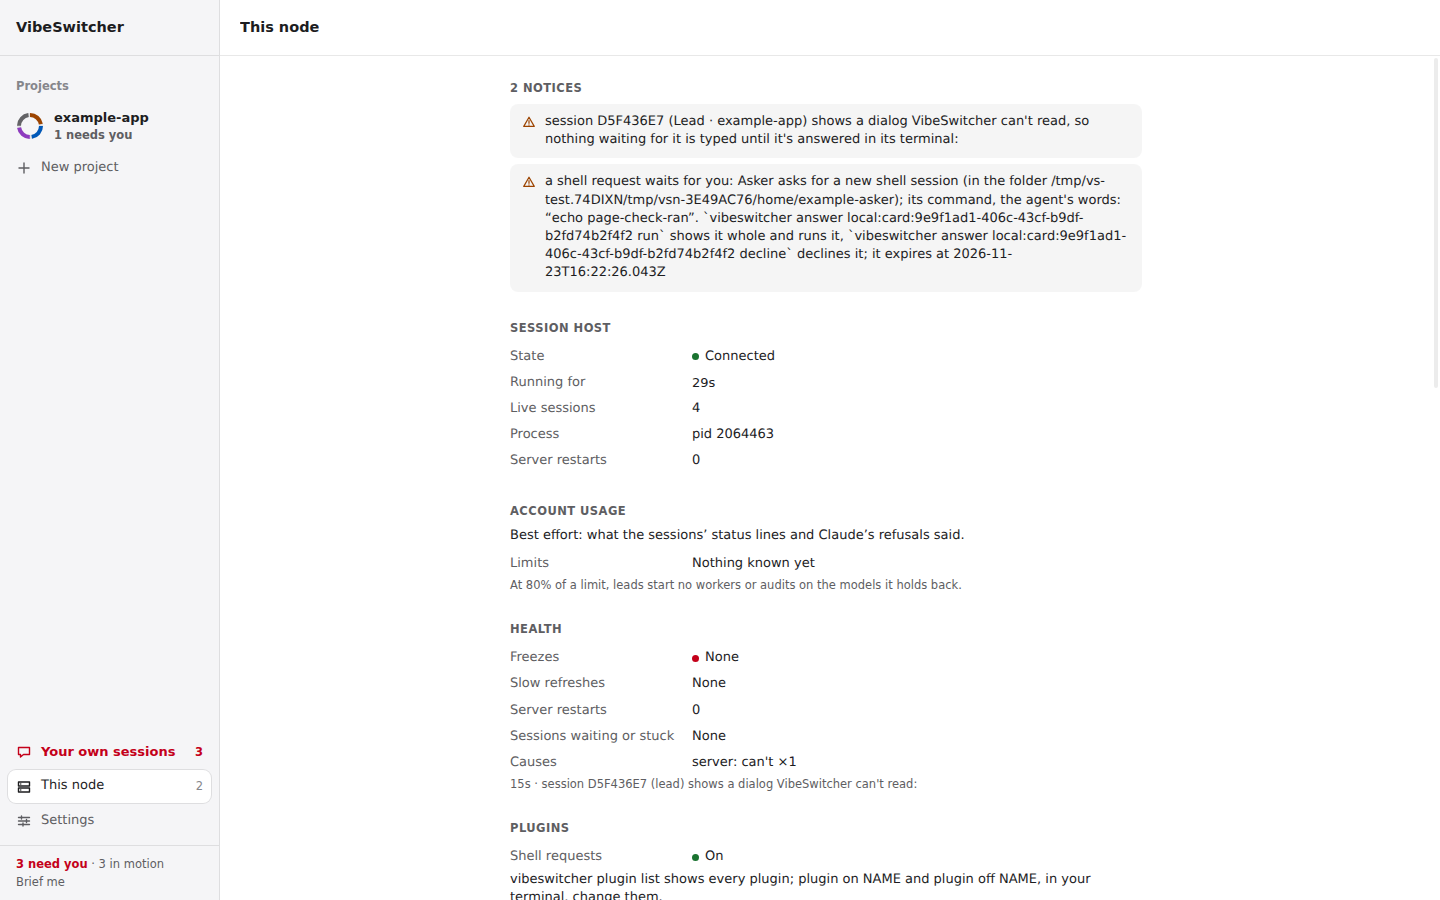 VibeSwitcher
This node
Projects
example-app
1 needs you
New project
2 NOTICES
session D5F436E7 (Lead · example-app) shows a dialog VibeSwitcher can't read, so
nothing waiting for it is typed until it's answered in its terminal:
a shell request waits for you: Asker asks for a new shell session (in the folder /tmp/vs-
test.74DIXN/tmp/vsn-3E49AC76/home/example-asker); its command, the agent's words:
“echo page-check-ran”. `vibeswitcher answer local:card:9e9f1ad1-406c-43cf-b9df-
b2fd74b2f4f2 run` shows it whole and runs it, `vibeswitcher answer local:card:9e9f1ad1-
406c-43cf-b9df-b2fd74b2f4f2 decline` declines it; it expires at 2026-11-
23T16:22:26.043Z
SESSION HOST
State Connected
Running for 29s
Live sessions 4
Process pid 2064463
Server restarts 0
ACCOUNT USAGE
Best effort: what the sessions’ status lines and Claude’s refusals said.
Limits Nothing known yet
At 80% of a limit, leads start no workers or audits on the models it holds back.
HEALTH
Freezes None
Slow refreshes None
Server restarts 0
Sessions waiting or stuck None
Causes server: can't ×1
15s · session D5F436E7 (lead) shows a dialog VibeSwitcher can't read:
PLUGINS
Shell requests On
vibeswitcher plugin list shows every plugin; plugin on NAME and plugin off NAME, in your
terminal, change them.
Your own sessions 3
This node 2
Settings
3 need you · 3 in motion
Brief me